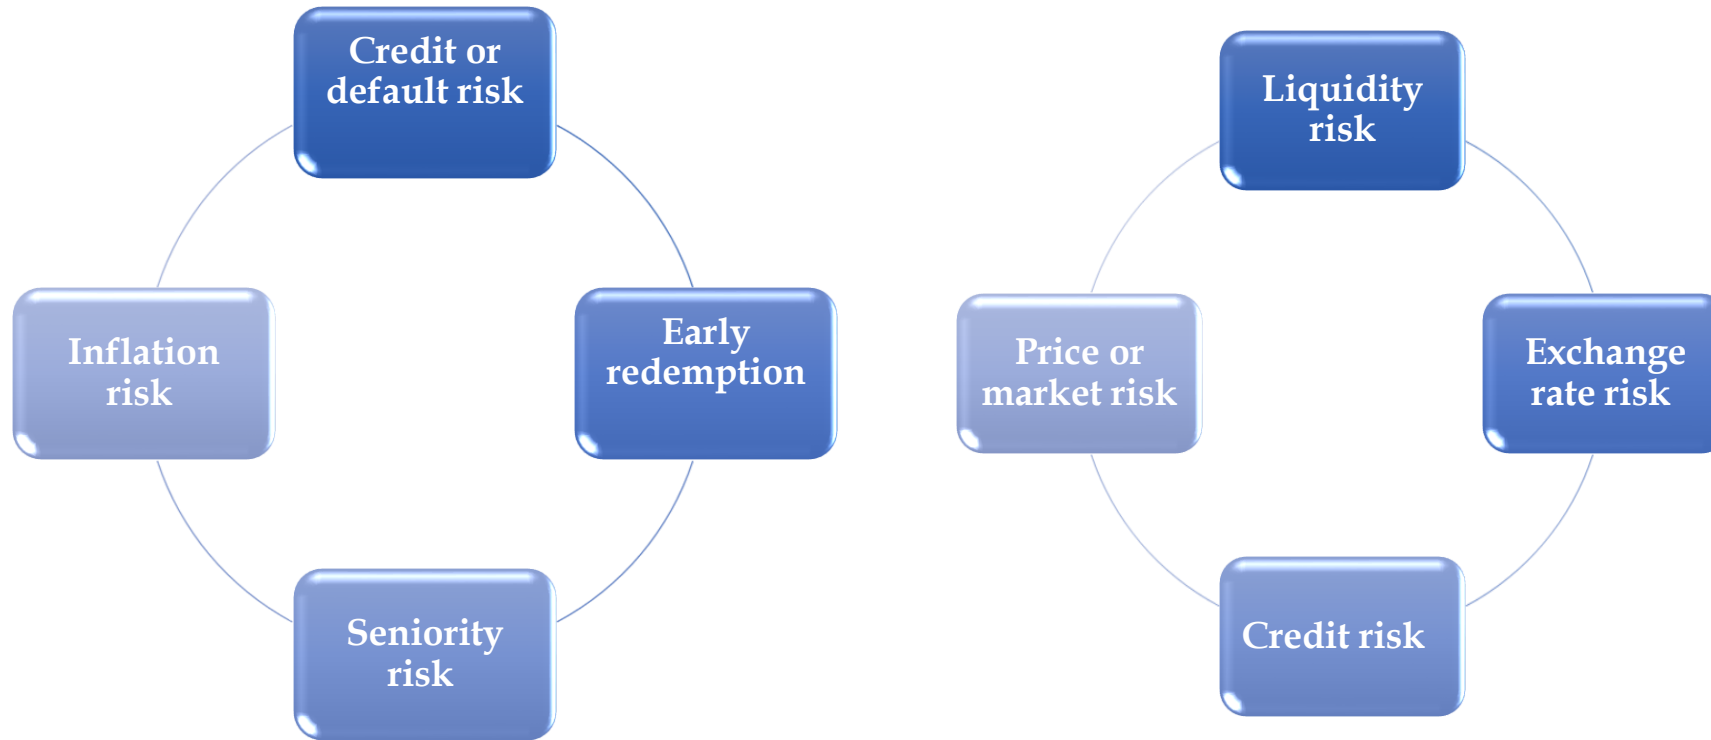 Credit or
default risk
Early
redemption
Seniority
risk
Inflation
risk
Liquidity
risk
Exchange
rate risk
Credit risk
Price or
market risk